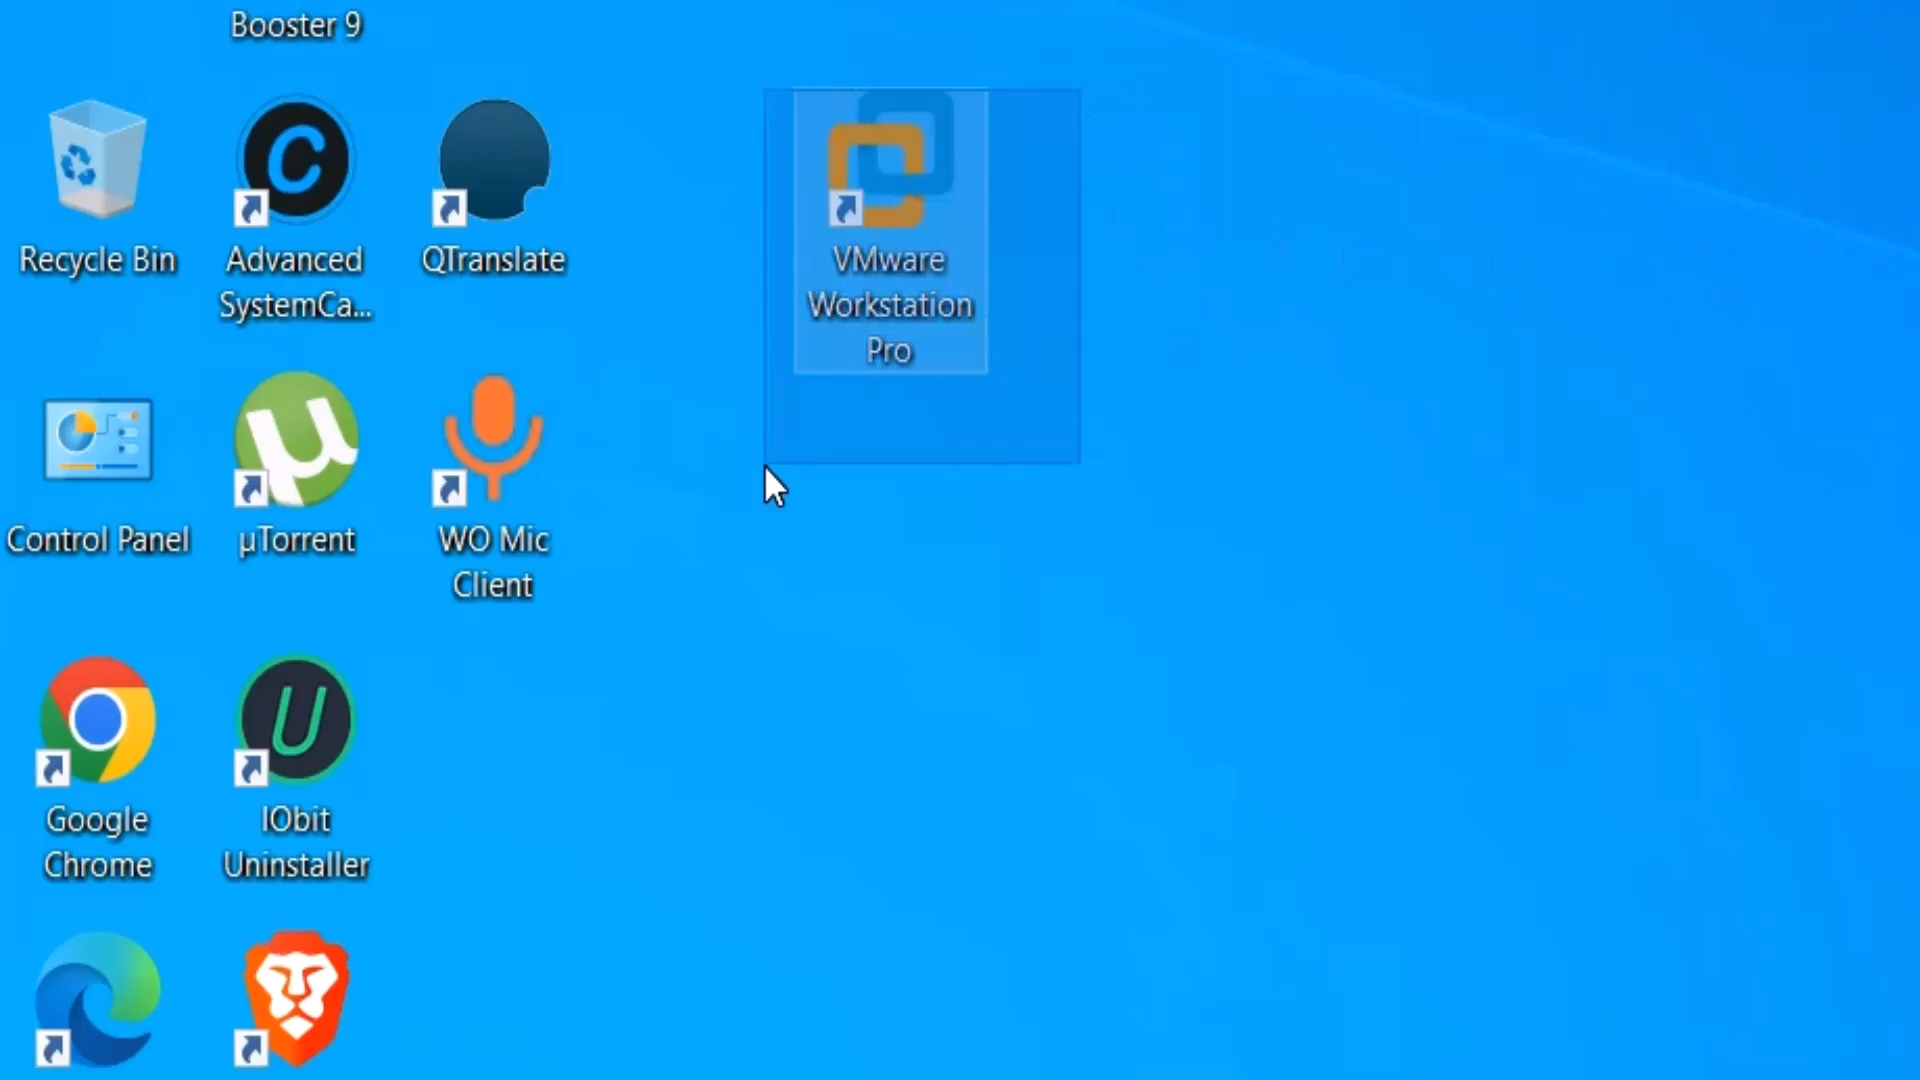 Booster 9
Recycle Bin
Advanced
SystemCa...
QTranslate
VMware
Workstation
Pro
Control Panel
µTorrent
WO Mic
Client
Google
Chrome
IObit
Uninstaller